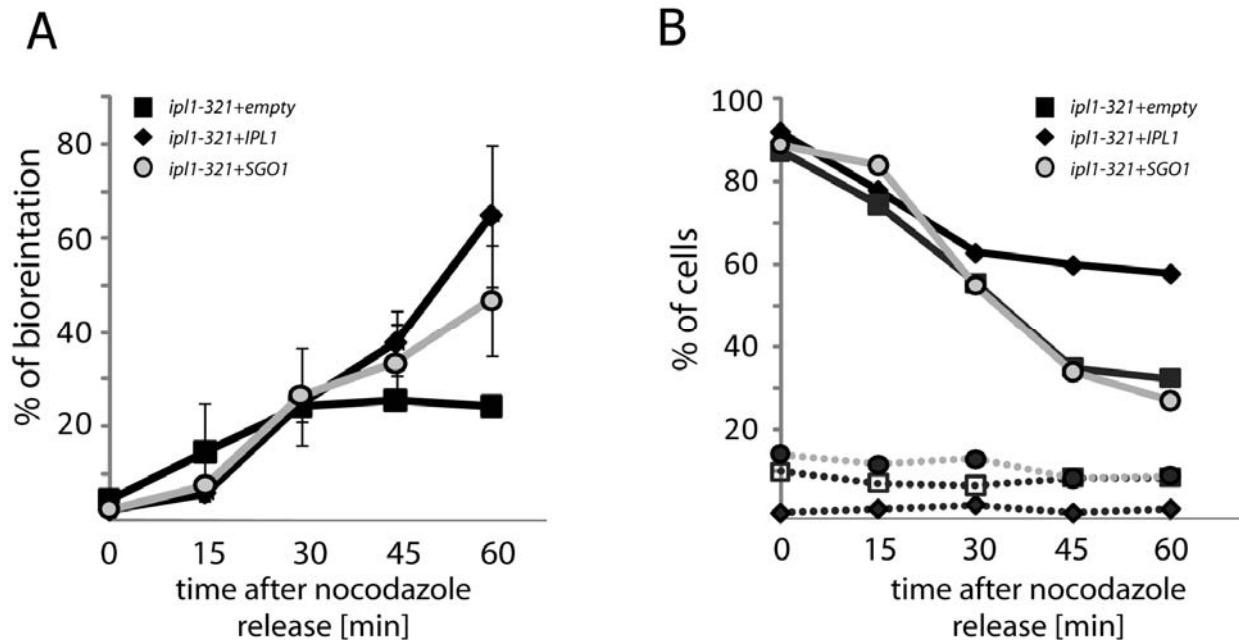 A
% of bioreintation
80
60
40
20
ipl1-321+empty
ipl1-321+IPL1
ipl1-321+SGO1
0 15 30 45 60
time after nocodazole
release [min]
B
% of cells
100
80
60
40
20
ipl1-321+empty
ipl1-321+IPL1
ipl1-321+SGO1
0 15 30 45 60
time after nocodazole
release [min]